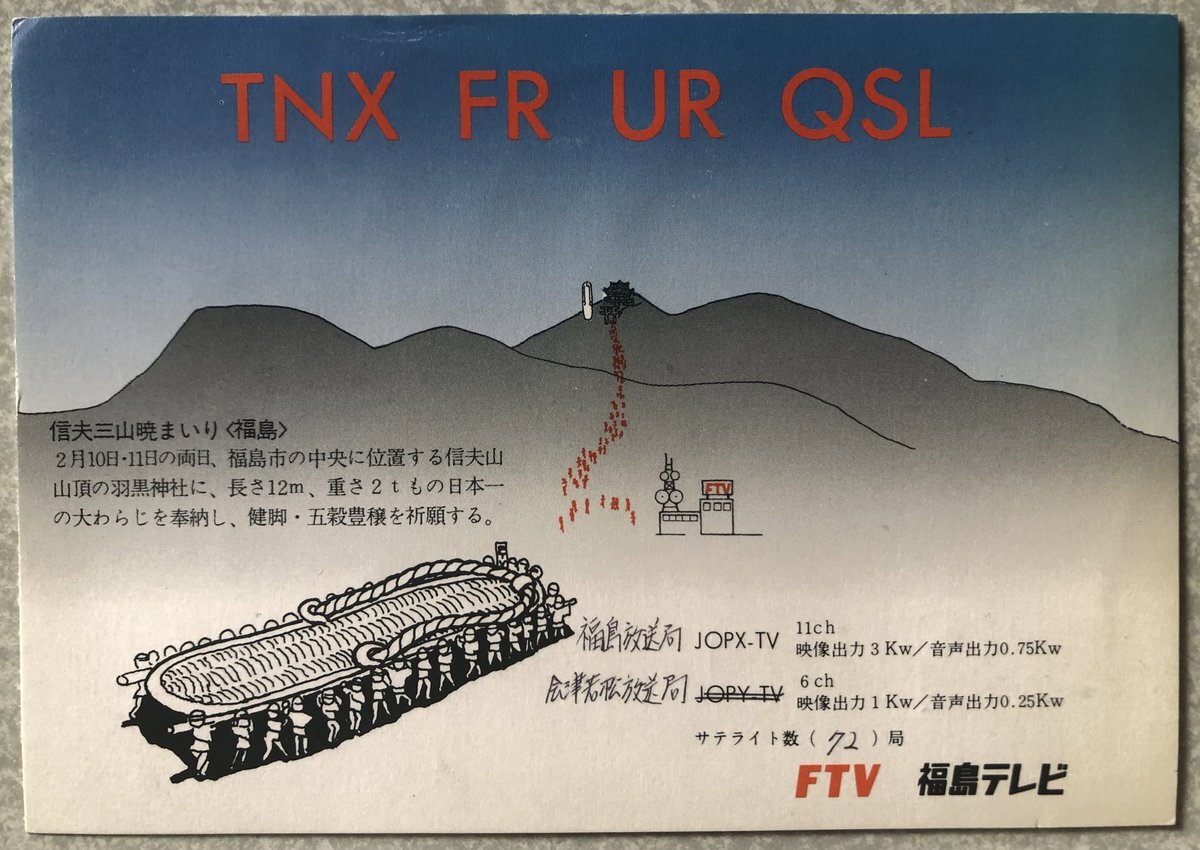 TNX FR UR QSL
信夫三山暁まいり〈福島〉
2月10日・11日の両日、福島市の中央に位置する信夫山
山頂の羽黒神社に、長さ12m、重さ2tもの日本一
の大わらじを奉納し、健脚・五穀豊穣を祈願する。
FTV
福島放送局 JOPX-TV 11ch
映像出力3Kw/音声出力0.75Kw
会津若松放送局 JOPY-TV 6ch
映像出力1Kw/音声出力0.25Kw
サテライト数(72)局
FTV 福島テレビ